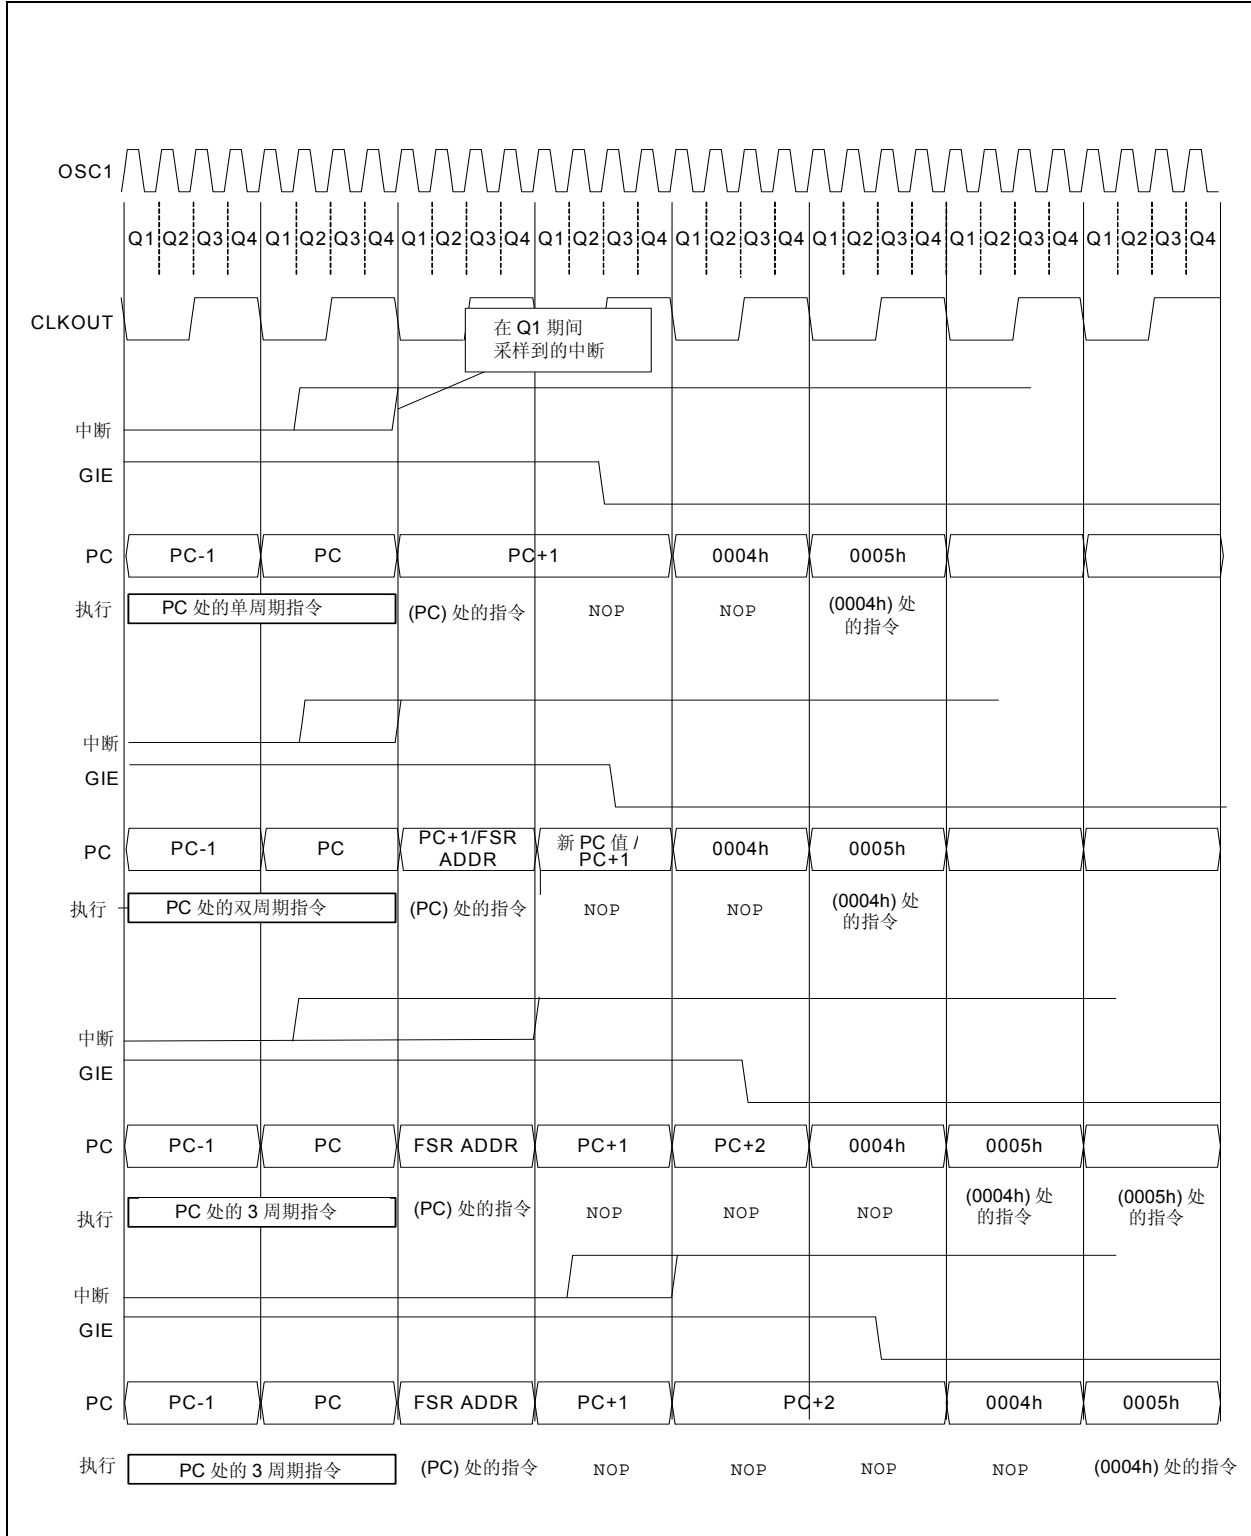 OSC1
Q1 Q2 Q3 Q4 Q1 Q2 Q3 Q4 Q1 Q2 Q3 Q4 Q1 Q2 Q3 Q4 Q1 Q2 Q3 Q4 Q1 Q2 Q3 Q4 Q1 Q2 Q3 Q4 Q1 Q2 Q3 Q4
CLKOUT
在 Q1 期间
采样到的中断
中断
GIE
PC PC-1 PC PC+1 0004h 0005h
执行 PC 处的单周期指令 (PC) 处的指令 NOP NOP (0004h) 处
的指令
中断
GIE
PC PC-1 PC PC+1/FSR 新 PC 值 / 0004h 0005h
ADDR PC+1
执行 PC 处的双周期指令 (PC) 处的指令 NOP NOP (0004h) 处
的指令
中断
GIE
PC PC-1 PC FSR ADDR PC+1 PC+2 0004h 0005h
执行 PC 处的 3 周期指令 (PC) 处的指令 NOP NOP NOP (0004h) 处 (0005h) 处
的指令 的指令
中断
GIE
PC PC-1 PC FSR ADDR PC+1 PC+2 0004h 0005h
执行 PC 处的 3 周期指令 (PC) 处的指令 NOP NOP NOP NOP (0004h) 处的指令